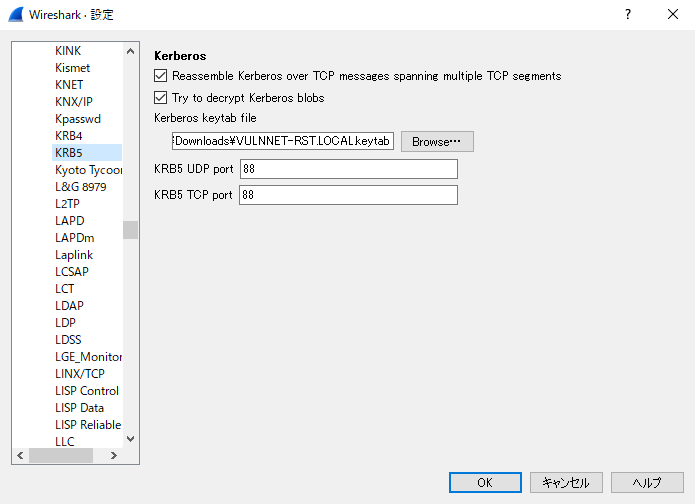 Wireshark · 設定
KINK
Kismet
KNET
KNX/IP
Kpasswd
KRB4
KRB5
Kyoto Tycoon
L&G 8979
L2TP
LAPD
LAPDm
Laplink
LCSAP
LCT
LDAP
LDP
LDSS
LGE_Monitor
LINX/TCP
LISP Control
LISP Data
LISP Reliable
LLC
Kerberos
Reassemble Kerberos over TCP messages spanning multiple TCP segments
Try to decrypt Kerberos blobs
Kerberos keytab file
Downloads¥VULNNET-RST.LOCAL.keytab Browse…
KRB5 UDP port 88
KRB5 TCP port 88
OK キャンセル ヘルプ